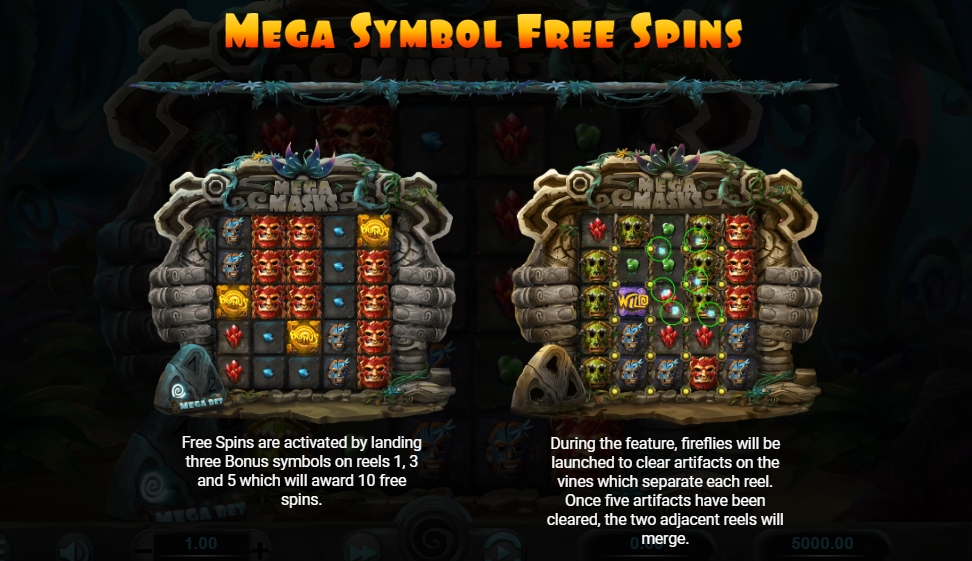 MEGA SYMBOL FREE SPINS
MEGA
MASKS
MEGA
MASKS
BONUS
BONUS
BONUS
WILD
MEGA BET
Free Spins are activated by landing
three Bonus symbols on reels 1, 3
and 5 which will award 10 free
spins.
During the feature, fireflies will be
launched to clear artifacts on the
vines which separate each reel.
Once five artifacts have been
cleared, the two adjacent reels will
merge.
MEGA BET
1.00
5000.00